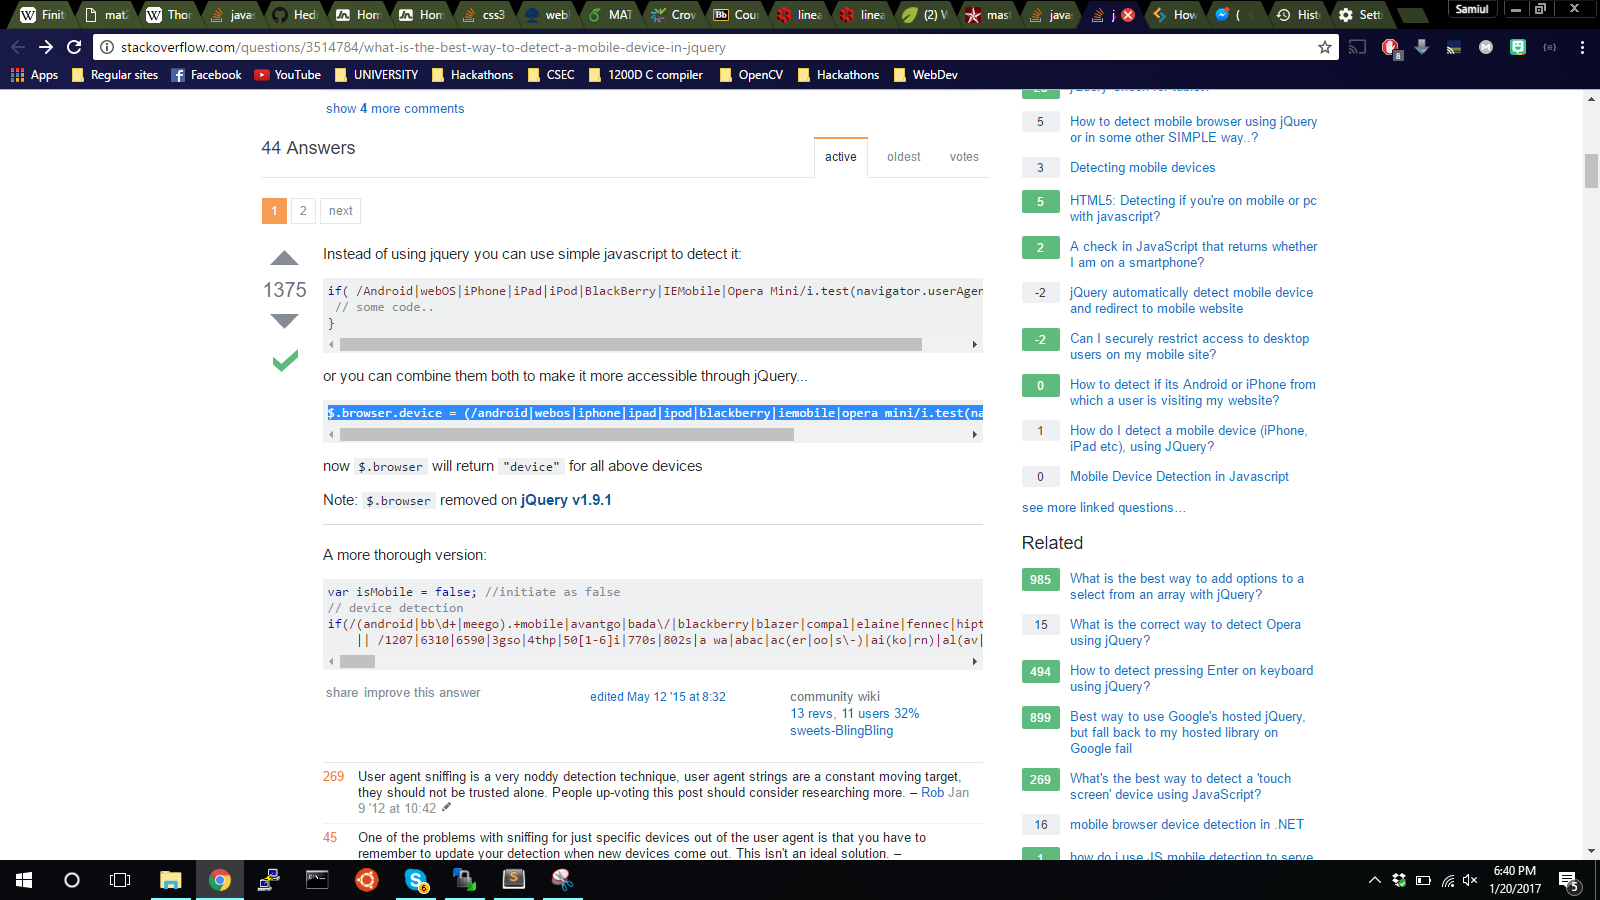 Finit
mat2
Thor
javas
Hedr
Hom
Hom
css3
webl
MAT
Crow
Bb Cour
linea
linea
(2) W
mast
javas
j
How
(
Histo
Setti
Samiul
stackoverflow.com/questions/3514784/what-is-the-best-way-to-detect-a-mobile-device-in-jquery
8
Apps Regular sites Facebook YouTube UNIVERSITY Hackathons CSEC 1200D C compiler OpenCV Hackathons WebDev
show 4 more comments
44 Answers
active oldest votes
1 2 next
1375
Instead of using jquery you can use simple javascript to detect it:
if( /Android|webOS|iPhone|iPad|iPod|BlackBerry|IEMobile|Opera Mini/i.test(navigator.userAgen
// some code..
}
or you can combine them both to make it more accessible through jQuery...
$.browser.device = (/android|webos|iphone|ipad|ipod|blackberry|iemobile|opera mini/i.test(na
now $.browser will return "device" for all above devices
Note: $.browser removed on jQuery v1.9.1
A more thorough version:
var isMobile = false; //initiate as false
// device detection
if(/(android|bb\d+|meego).+mobile|avantgo|bada\/|blackberry|blazer|compal|elaine|fennec|hipt
|| /1207|6310|6590|3gso|4thp|50[1-6]i|770s|802s|a wa|abac|ac(er|oo|s\-)|ai(ko|rn)|al(av|
share improve this answer
edited May 12 '15 at 8:32
community wiki
13 revs, 11 users 32%
sweets-BlingBling
269 User agent sniffing is a very noddy detection technique, user agent strings are a constant moving target,
they should not be trusted alone. People up-voting this post should consider researching more. – Rob Jan
9 '12 at 10:42
45 One of the problems with sniffing for just specific devices out of the user agent is that you have to
remember to update your detection when new devices come out. This isn't an ideal solution. –
5 How to detect mobile browser using jQuery
or in some other SIMPLE way..?
3 Detecting mobile devices
5 HTML5: Detecting if you're on mobile or pc
with javascript?
2 A check in JavaScript that returns whether
I am on a smartphone?
-2 jQuery automatically detect mobile device
and redirect to mobile website
-2 Can I securely restrict access to desktop
users on my mobile site?
0 How to detect if its Android or iPhone from
which a user is visiting my website?
1 How do I detect a mobile device (iPhone,
iPad etc), using JQuery?
0 Mobile Device Detection in Javascript
see more linked questions…
Related
985 What is the best way to add options to a
select from an array with jQuery?
15 What is the correct way to detect Opera
using jQuery?
494 How to detect pressing Enter on keyboard
using jQuery?
899 Best way to use Google's hosted jQuery,
but fall back to my hosted library on
Google fail
269 What's the best way to detect a 'touch
screen' device using JavaScript?
16 mobile browser device detection in .NET
1 how do i use JS mobile detection to serve
6
6:40 PM
1/20/2017
5